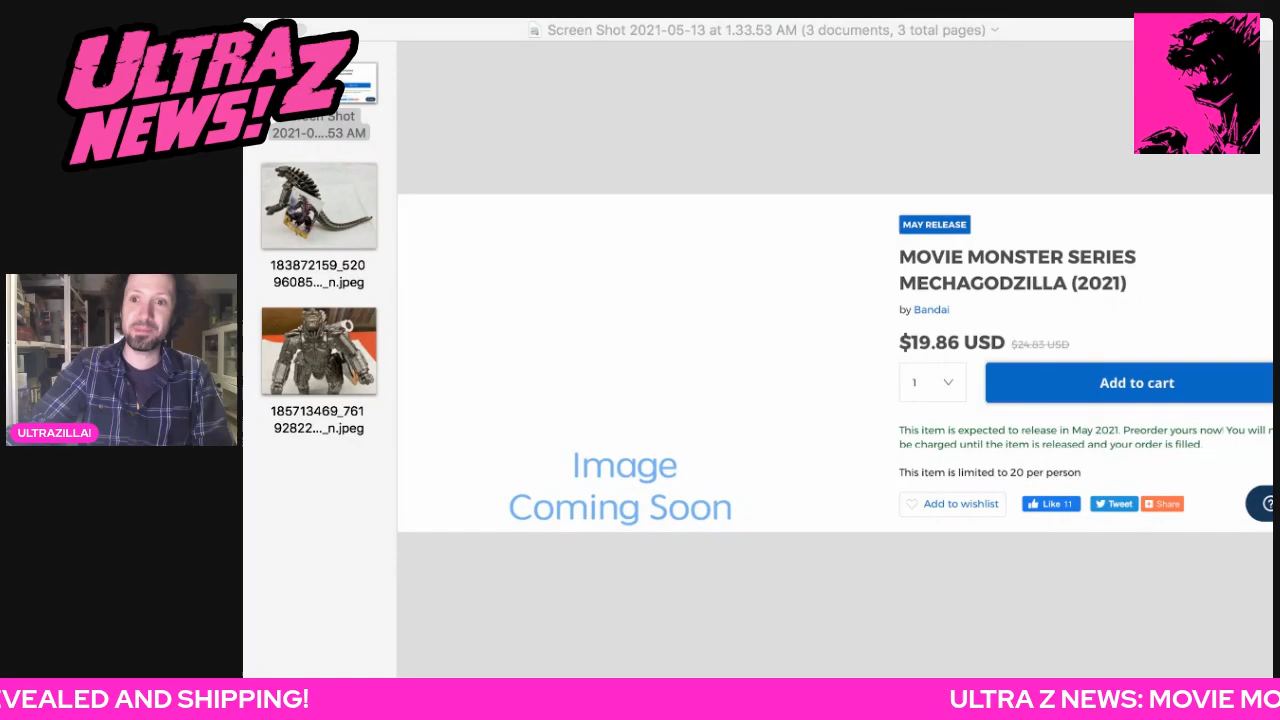 ULTRA Z
NEWS!
Screen Shot 2021-05-13 at 1.33.53 AM (3 documents, 3 total pages)
Shot
2021-0....53 AM
183872159_520
96085..._n.jpeg
185713469_761
92822..._n.jpeg
ULTRAZILLA!
Image
Coming Soon
MAY RELEASE
MOVIE MONSTER SERIES
MECHAGODZILLA (2021)
by Bandai
$19.86 USD $24.83 USD
1
Add to cart
This item is expected to release in May 2021. Preorder yours now! You will n
be charged until the item is released and your order is filled.
This item is limited to 20 per person
Add to wishlist
Like 11
Tweet
Share
EVEALED AND SHIPPING!
ULTRA Z NEWS: MOVIE MO